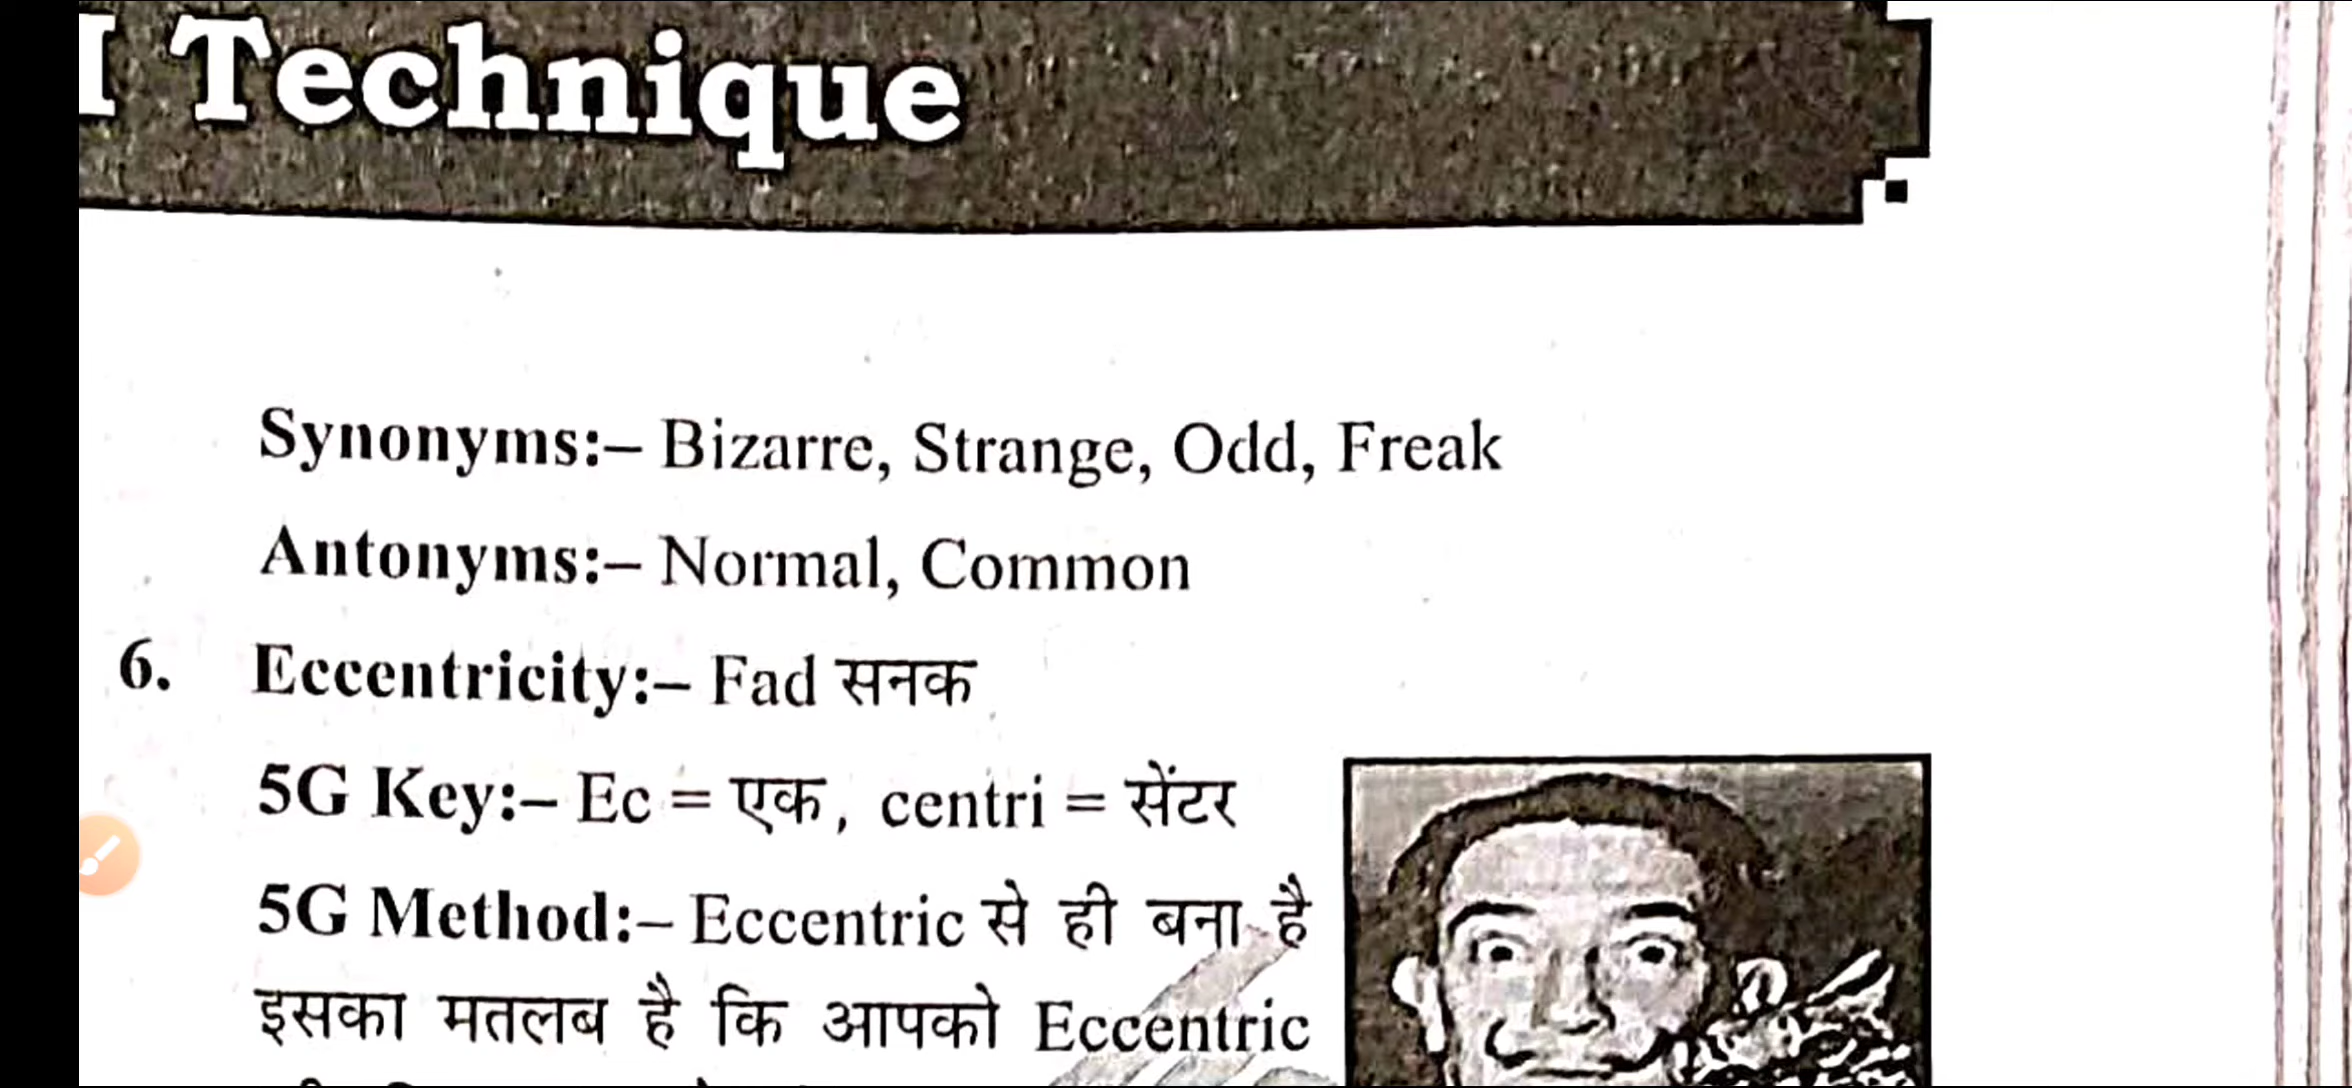 Technique
Synonyms:– Bizarre, Strange, Odd, Freak
Antonyms:– Normal, Common
6. Eccentricity:– Fad सनक
5G Key:– Ec = एक, centri = सेंटर
5G Method:– Eccentric से ही बना है
इसका मतलब है कि आपको Eccentric